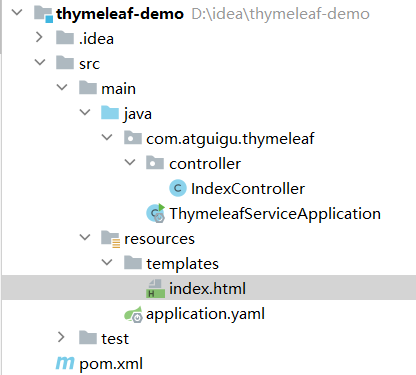 thymeleaf-demo D:\idea\thymeleaf-demo
.idea
src
main
java
com.atguigu.thymeleaf
controller
IndexController
ThymeleafServiceApplication
resources
templates
index.html
application.yaml
test
pom.xml